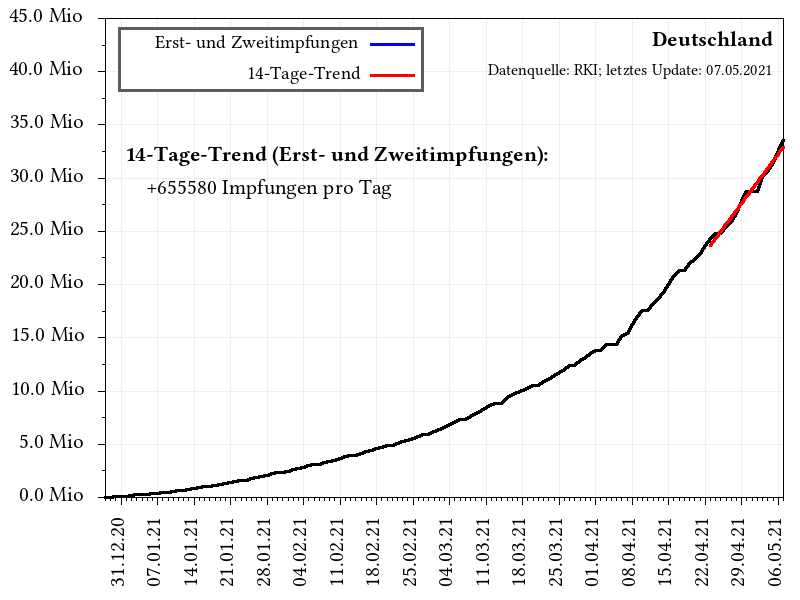 45.0 Mio
40.0 Mio
35.0 Mio
30.0 Mio
25.0 Mio
20.0 Mio
15.0 Mio
10.0 Mio
5.0 Mio
0.0 Mio
Erst- und Zweitimpfungen
14-Tage-Trend
Deutschland
Datenquelle: RKI; letztes Update: 07.05.2021
14-Tage-Trend (Erst- und Zweitimpfungen):
+655580 Impfungen pro Tag
31.12.20
07.01.21
14.01.21
21.01.21
28.01.21
04.02.21
11.02.21
18.02.21
25.02.21
04.03.21
11.03.21
18.03.21
25.03.21
01.04.21
08.04.21
15.04.21
22.04.21
29.04.21
06.05.21